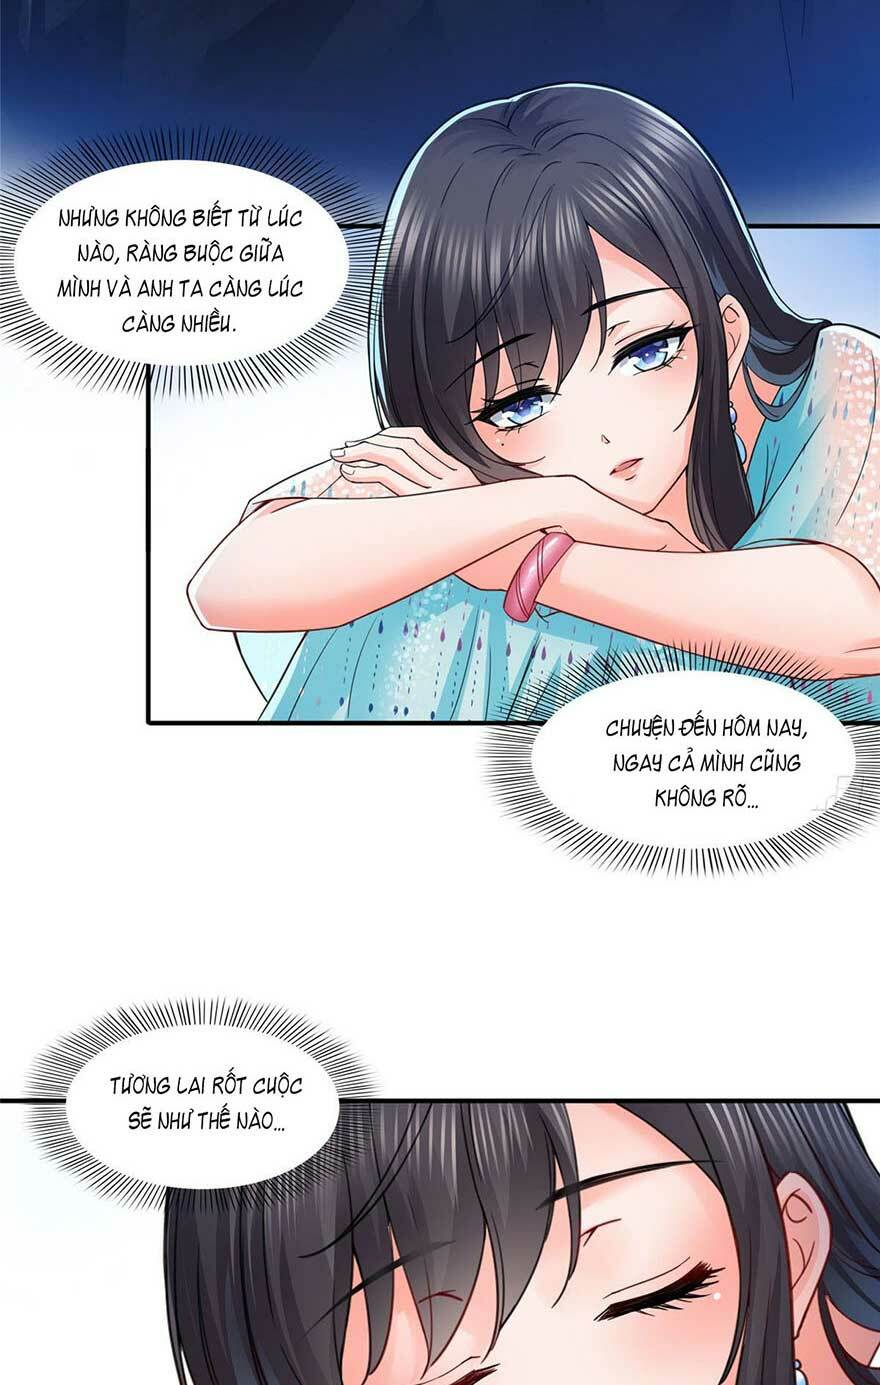 NHƯNG KHÔNG BIẾT TỪ LÚC
NÀO, RÀNG BUỘC GIỮA
MÌNH VÀ ANH TA CÀNG LÚC
CÀNG NHIỀU.
CHUYỆN ĐẾN HÔM NAY,
NGAY CẢ MÌNH CŨNG
KHÔNG RÕ...
TƯƠNG LAI RỐT CUỘC
SẼ NHƯ THẾ NÀO...